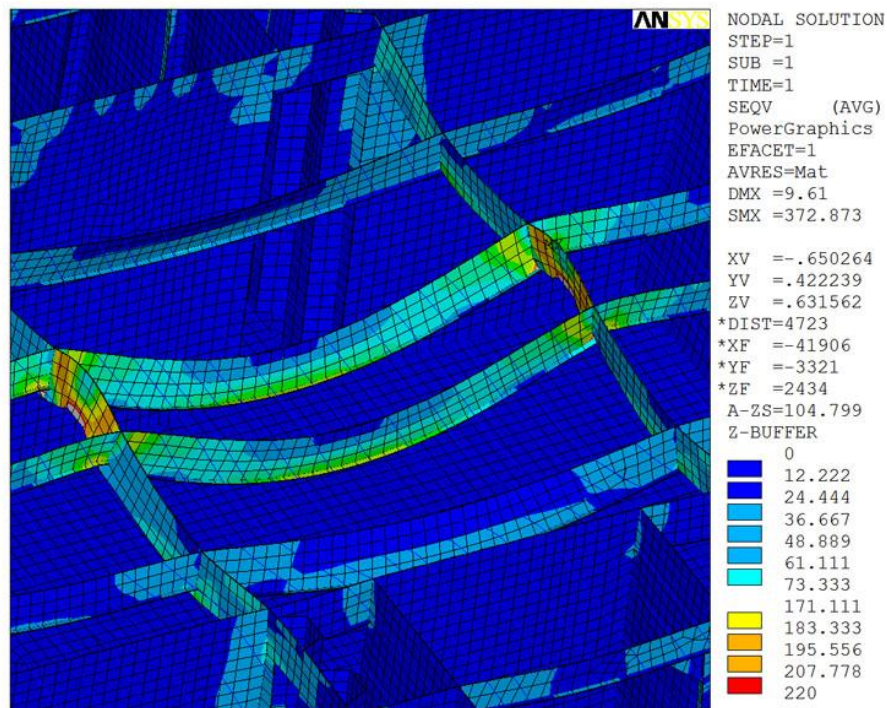 ANSYS
NODAL SOLUTION
STEP=1
SUB =1
TIME=1
SEQV (AVG)
PowerGraphics
EFACET=1
AVRES=Mat
DMX =9.61
SMX =372.873
XV =-.650264
YV =.422239
ZV =.631562
*DIST=4723
*XF =-41906
*YF =-3321
*ZF =2434
A-ZS=104.799
Z-BUFFER
0
12.222
24.444
36.667
48.889
61.111
73.333
171.111
183.333
195.556
207.778
220